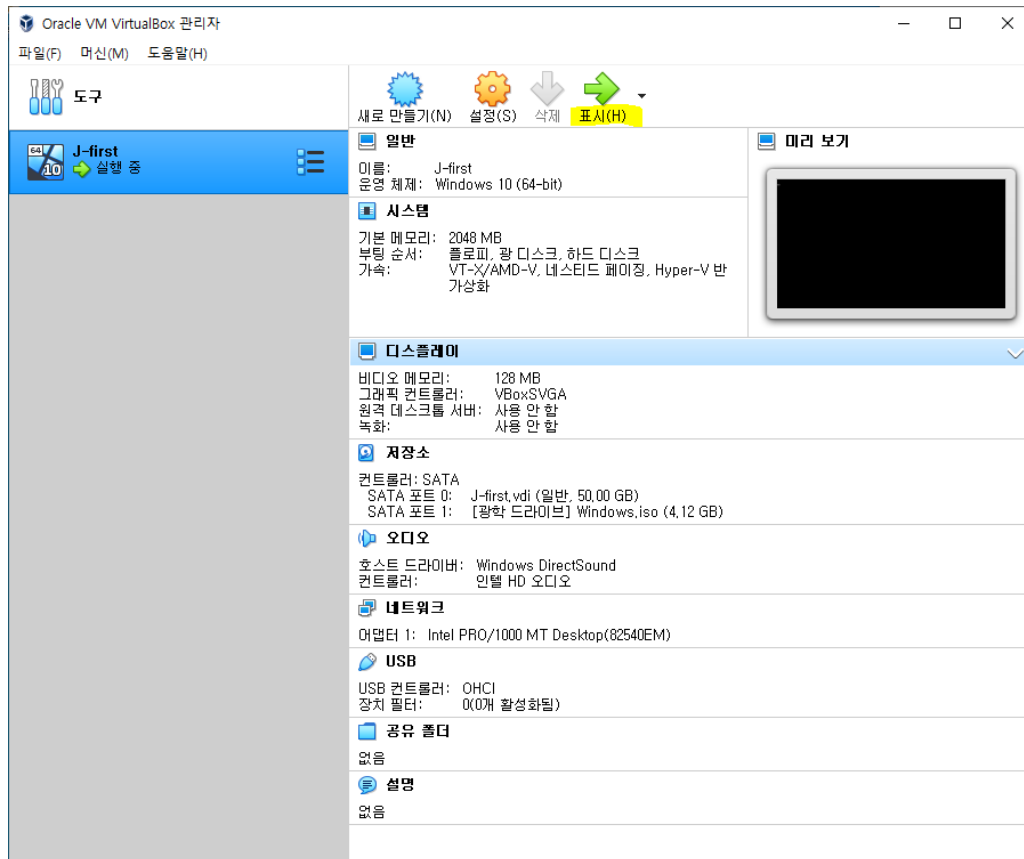 Oracle VM VirtualBox 관리자
파일(F) 머신(M) 도움말(H)
도구
새로 만들기(N) 설정(S) 삭제 표시(H)
64
10
J-first
실행 중
일반
이름: J-first
운영 체제: Windows 10 (64-bit)
미리 보기
시스템
기본 메모리: 2048 MB
부팅 순서: 플로피, 광 디스크, 하드 디스크
가속: VT-X/AMD-V, 네스티드 페이징, Hyper-V 반
가상화
디스플레이
비디오 메모리: 128 MB
그래픽 컨트롤러: VBoxSVGA
원격 데스크톱 서버: 사용 안 함
녹화: 사용 안 함
저장소
컨트롤러: SATA
SATA 포트 0: J-first.vdi (일반, 50.00 GB)
SATA 포트 1: [광학 드라이브] Windows.iso (4.12 GB)
오디오
호스트 드라이버: Windows DirectSound
컨트롤러: 인텔 HD 오디오
네트워크
어댑터 1: Intel PRO/1000 MT Desktop(82540EM)
USB
USB 컨트롤러: OHCI
장치 필터: 0(0개 활성화됨)
공유 폴더
없음
설명
없음